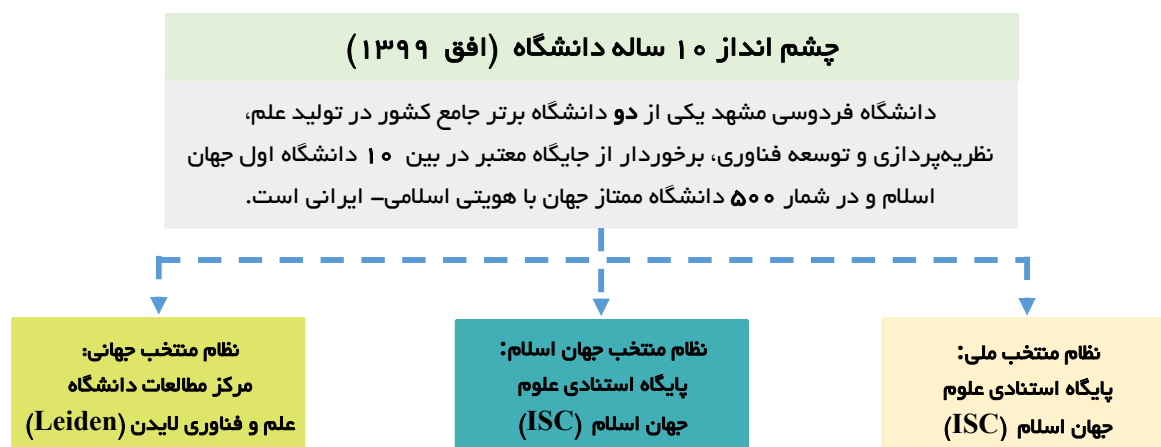 چشم انداز ۱۰ ساله دانشگاه (افق ۱۳۹۹)
دانشگاه فردوسی مشهد یکی از دو دانشگاه برتر جامع کشور در تولید علم،
نظریه‌پردازی و توسعه فناوری، برخوردار از جایگاه معتبر در بین ۱۰ دانشگاه اول جهان
اسلام و در شمار ۵۰۰ دانشگاه ممتاز جهان با هویتی اسلامی- ایرانی است.
نظام منتخب ملی:
پایگاه استنادی علوم
جهان اسلام (ISC)
نظام منتخب جهان اسلام:
پایگاه استنادی علوم
جهان اسلام (ISC)
نظام منتخب جهانی:
مرکز مطالعات دانشگاه
علم و فناوری لایدن (Leiden)